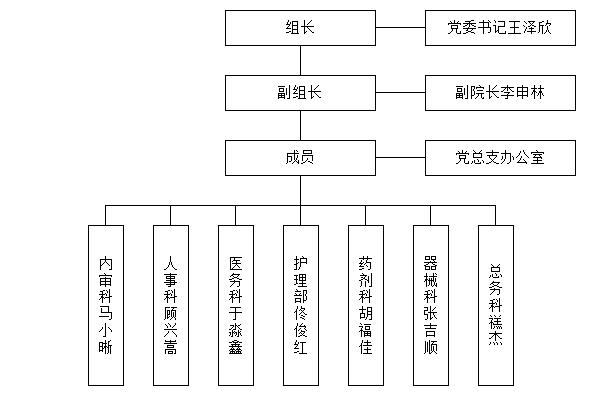 组长
党委书记王泽欣
副组长
副院长李申林
成员
党总支办公室
内审科马小晰
人事科顾兴嵩
医务科于淼鑫
护理部佟俊红
药剂科胡福佳
器械科张吉顺
总务科禚杰